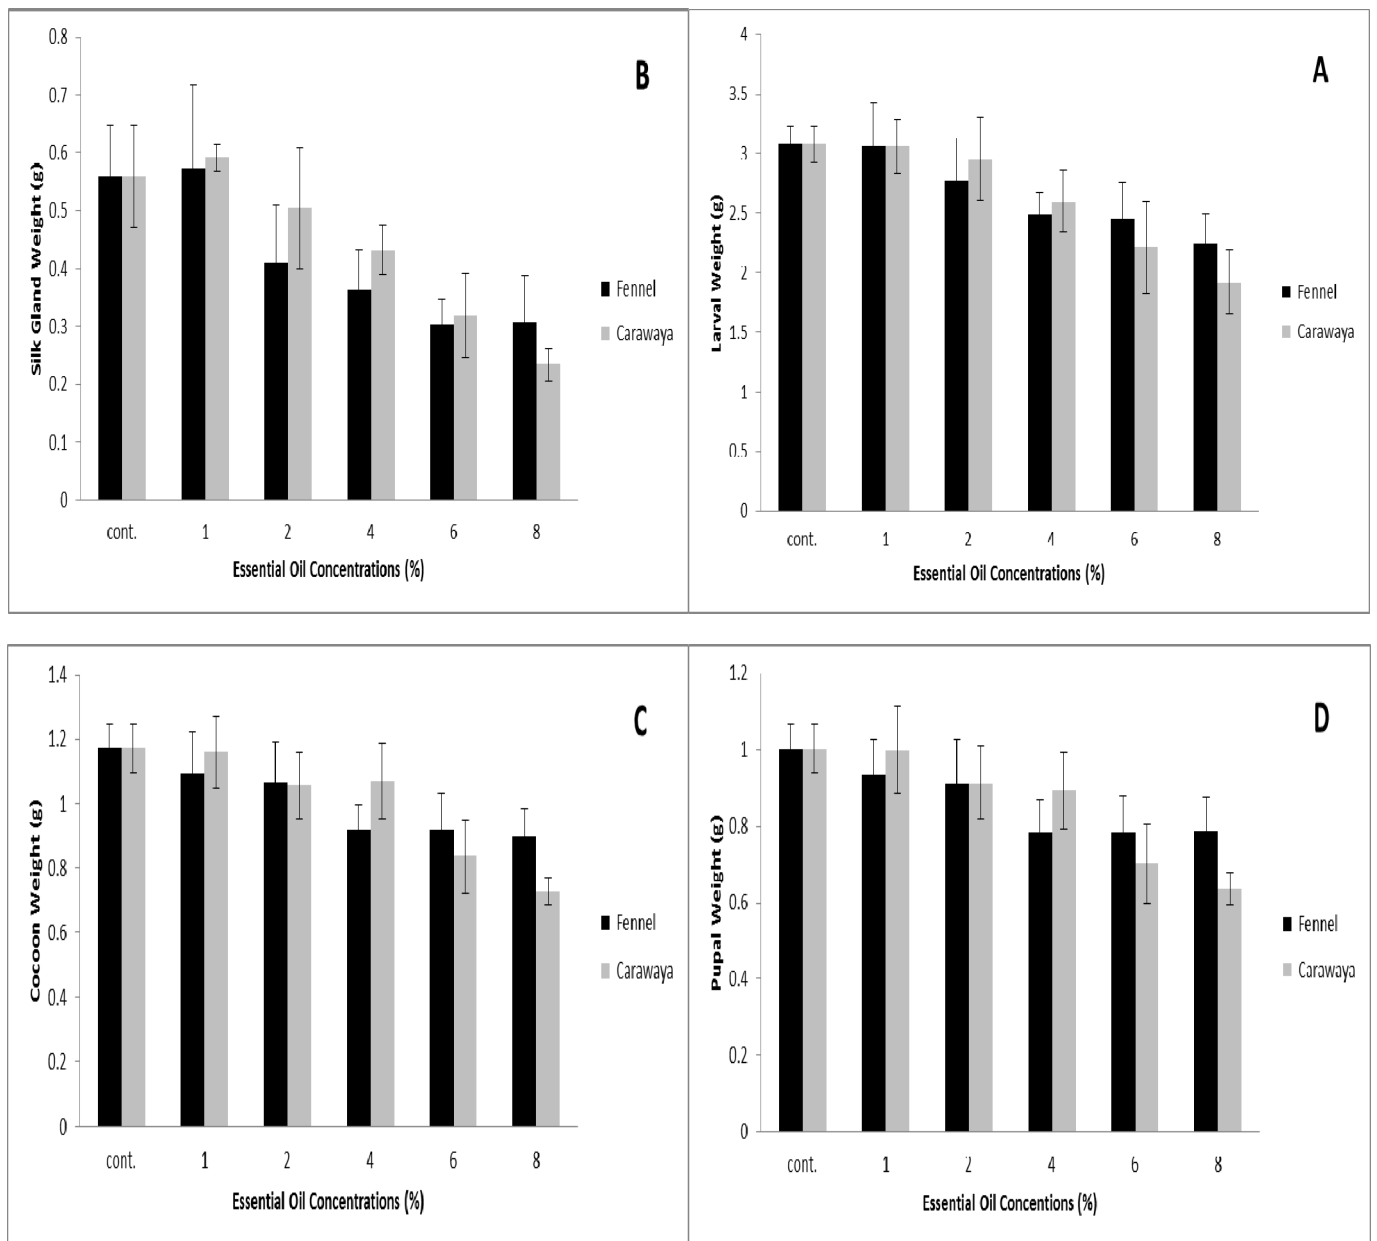 B
Silk Gland Weight (g)
0.8
0.7
0.6
0.5
0.4
0.3
0.2
0.1
0
cont. 1 2 4 6 8
Essential Oil Concentrations (%)
Fennel
Carawaya
A
Larval Weight (g)
4
3.5
3
2.5
2
1.5
1
0.5
0
cont. 1 2 4 6 8
Essential Oil Concentrations (%)
Fennel
Carawaya
C
Cocoon Weight (g)
1.4
1.2
1
0.8
0.6
0.4
0.2
0
cont. 1 2 4 6 8
Essential Oil Concentrations (%)
Fennel
Carawaya
D
Pupal Weight (g)
1.2
1
0.8
0.6
0.4
0.2
0
cont. 1 2 4 6 8
Essential Oil Concentions (%)
Fennel
Carawaya